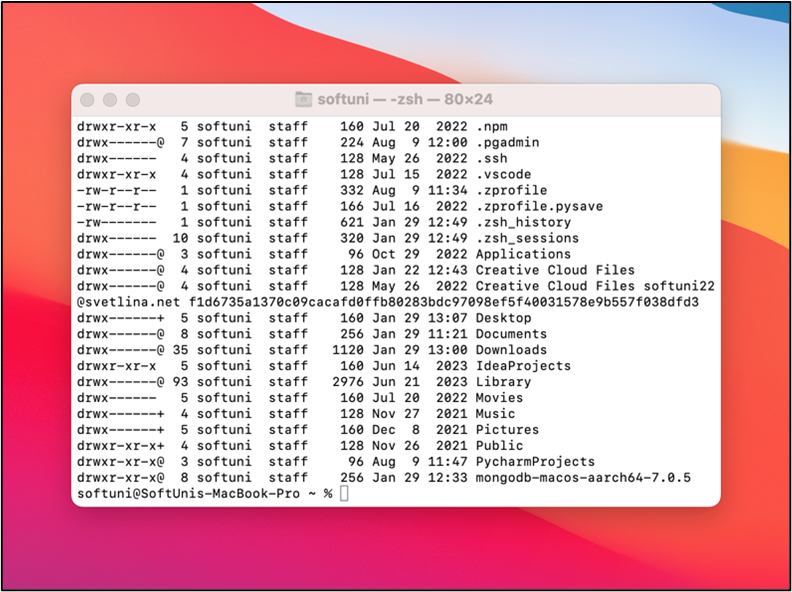 softuni — -zsh — 80×24
drwxr-xr-x   5 softuni  staff    160 Jul 20  2022 .npm
drwx------@  7 softuni  staff    224 Aug  9 12:00 .pgadmin
drwx------   4 softuni  staff    128 May 26  2022 .ssh
drwxr-xr-x   4 softuni  staff    128 Jul 15  2022 .vscode
-rw-r--r--   1 softuni  staff    332 Aug  9 11:34 .zprofile
-rw-r--r--   1 softuni  staff    166 Jul 16  2022 .zprofile.pysave
-rw-------   1 softuni  staff    621 Jan 29 12:49 .zsh_history
drwx------  10 softuni  staff    320 Jan 29 12:49 .zsh_sessions
drwx------@  3 softuni  staff     96 Oct 29  2022 Applications
drwx------@  4 softuni  staff    128 Jan 22 12:43 Creative Cloud Files
drwx------@  4 softuni  staff    128 May 26  2022 Creative Cloud Files softuni22
@svetlina.net f1d6735a1370c09cacafd0ffb80283bdc97098ef5f40031578e9b557f038dfd3
drwx------+  5 softuni  staff    160 Jan 29 13:07 Desktop
drwx------@  8 softuni  staff    256 Jan 29 11:21 Documents
drwx------@ 35 softuni  staff   1120 Jan 29 13:00 Downloads
drwxr-xr-x   5 softuni  staff    160 Jun 14  2023 IdeaProjects
drwx------@ 93 softuni  staff   2976 Jun 21  2023 Library
drwx------   5 softuni  staff    160 Jul 20  2022 Movies
drwx------+  4 softuni  staff    128 Nov 27  2021 Music
drwx------+  5 softuni  staff    160 Dec  8  2021 Pictures
drwxr-xr-x+  4 softuni  staff    128 Nov 26  2021 Public
drwxr-xr-x@  3 softuni  staff     96 Aug  9 11:47 PycharmProjects
drwxr-xr-x@  8 softuni  staff    256 Jan 29 12:33 mongodb-macos-aarch64-7.0.5
softuni@SoftUnis-MacBook-Pro ~ %